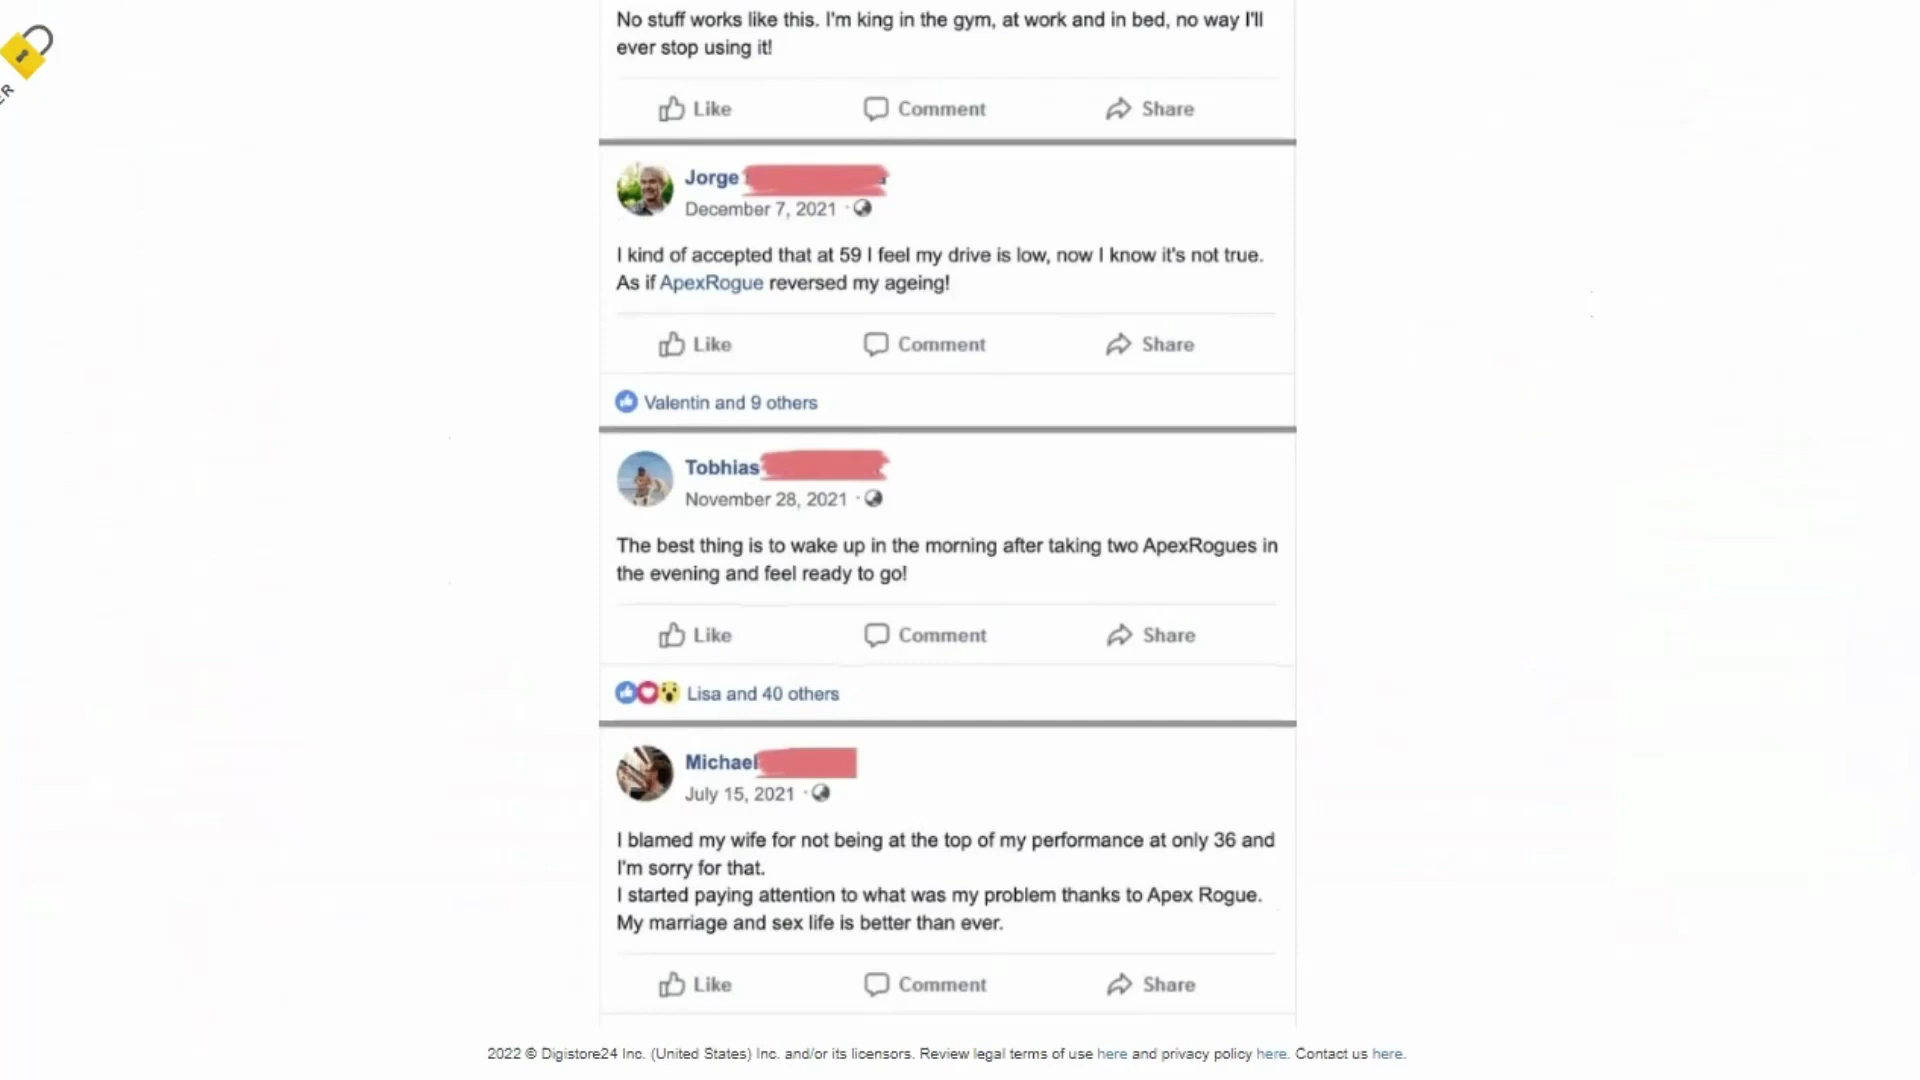 No stuff works like this. I'm king in the gym, at work and in bed, no way I'll
ever stop using it!
Like Comment Share
Jorge
December 7, 2021
I kind of accepted that at 59 I feel my drive is low, now I know it's not true.
As if ApexRogue reversed my ageing!
Like Comment Share
Valentin and 9 others
Tobhias
November 28, 2021
The best thing is to wake up in the morning after taking two ApexRogues in
the evening and feel ready to go!
Like Comment Share
Lisa and 40 others
Michael
July 15, 2021
I blamed my wife for not being at the top of my performance at only 36 and
I'm sorry for that.
I started paying attention to what was my problem thanks to Apex Rogue.
My marriage and sex life is better than ever.
Like Comment Share
2022 © Digistore24 Inc. (United States) Inc. and/or its licensors. Review legal terms of use here and privacy policy here. Contact us here.